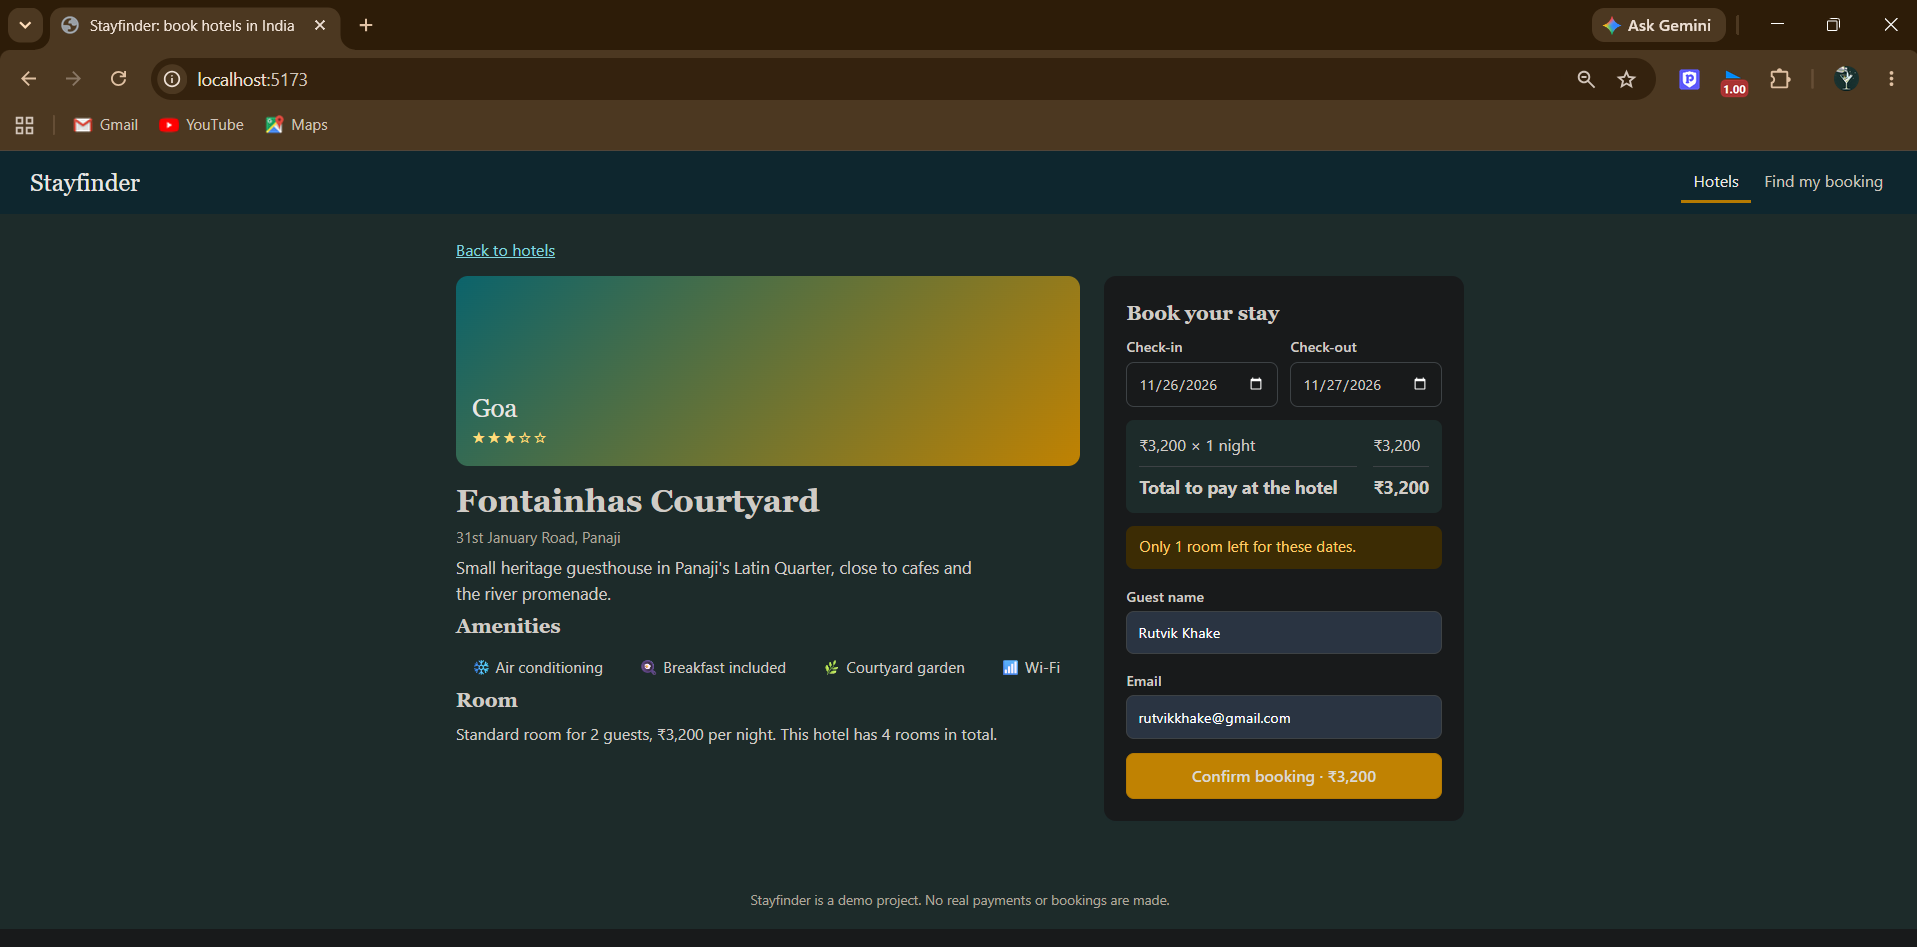 Stayfinder: book hotels in India
Ask Gemini
localhost:5173
1.00
Gmail
YouTube
Maps
Stayfinder
Hotels
Find my booking
Back to hotels
Goa
★★★☆☆
Fontainhas Courtyard
31st January Road, Panaji
Small heritage guesthouse in Panaji's Latin Quarter, close to cafes and
the river promenade.
Amenities
Air conditioning
Breakfast included
Courtyard garden
Wi-Fi
Room
Standard room for 2 guests, ₹3,200 per night. This hotel has 4 rooms in total.
Book your stay
Check-in
Check-out
11/26/2026
11/27/2026
₹3,200 × 1 night
₹3,200
Total to pay at the hotel
₹3,200
Only 1 room left for these dates.
Guest name
Rutvik Khake
Email
rutvikkhake@gmail.com
Confirm booking · ₹3,200
Stayfinder is a demo project. No real payments or bookings are made.